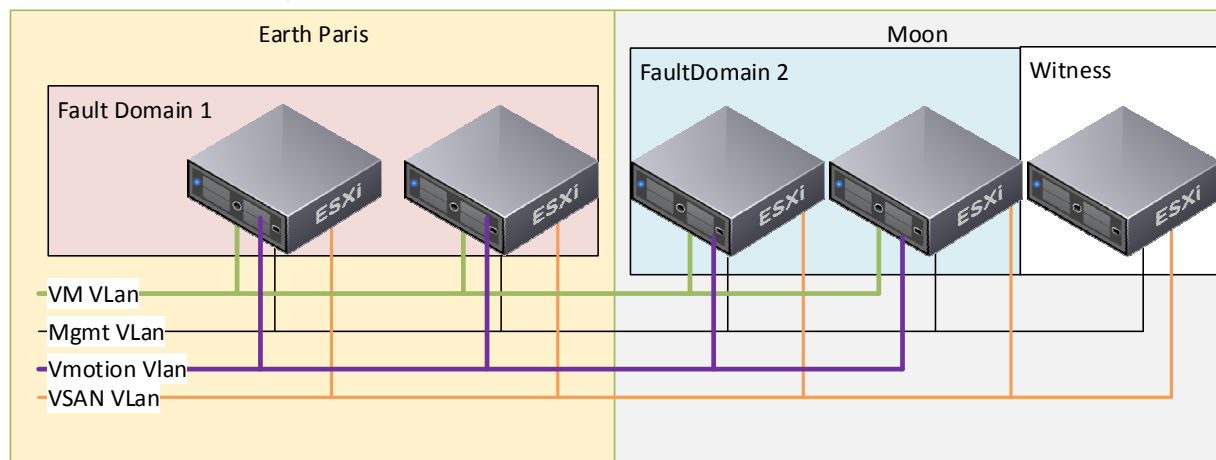 Earth Paris
Moon
Fault Domain 1
FaultDomain 2
Witness
ESXi
ESXi
ESXi
ESXi
ESXi
VM VLan
Mgmt VLan
Vmotion Vlan
VSAN VLan